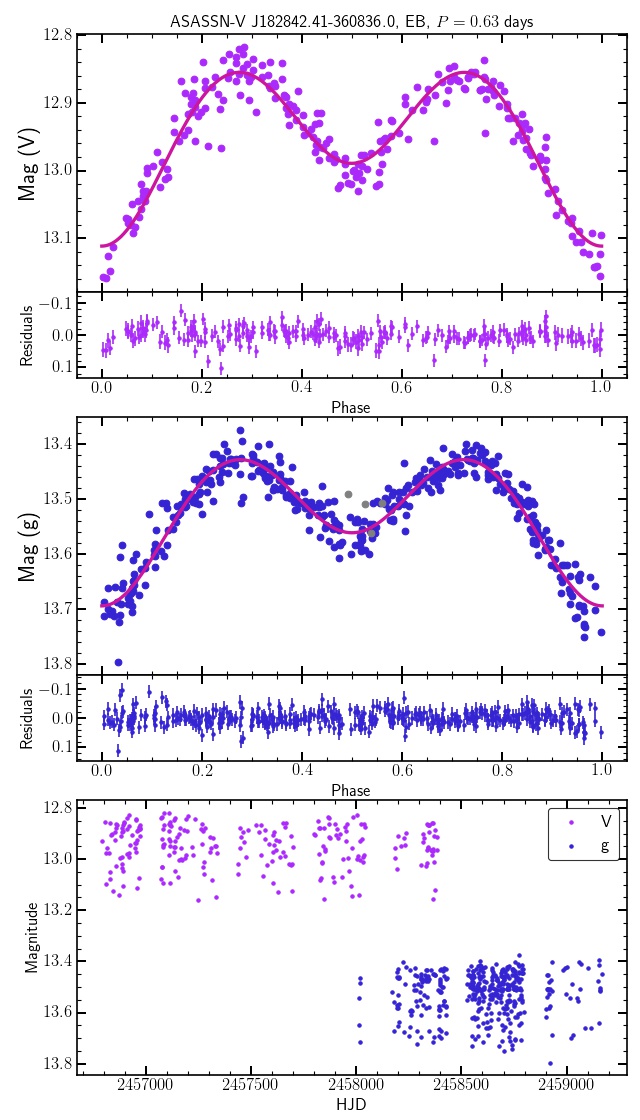 ASASSN-V J182842.41-360836.0, EB, P = 0.63 days
12.8
12.9
13.0
13.1
Mag (V)
−0.1
0.0
0.1
Residuals
0.0 0.2 0.4 0.6 0.8 1.0
Phase
13.4
13.5
13.6
13.7
13.8
Mag (g)
−0.1
0.0
0.1
Residuals
0.0 0.2 0.4 0.6 0.8 1.0
Phase
12.8
13.0
13.2
13.4
13.6
13.8
Magnitude
V
g
2457000 2457500 2458000 2458500 2459000
HJD